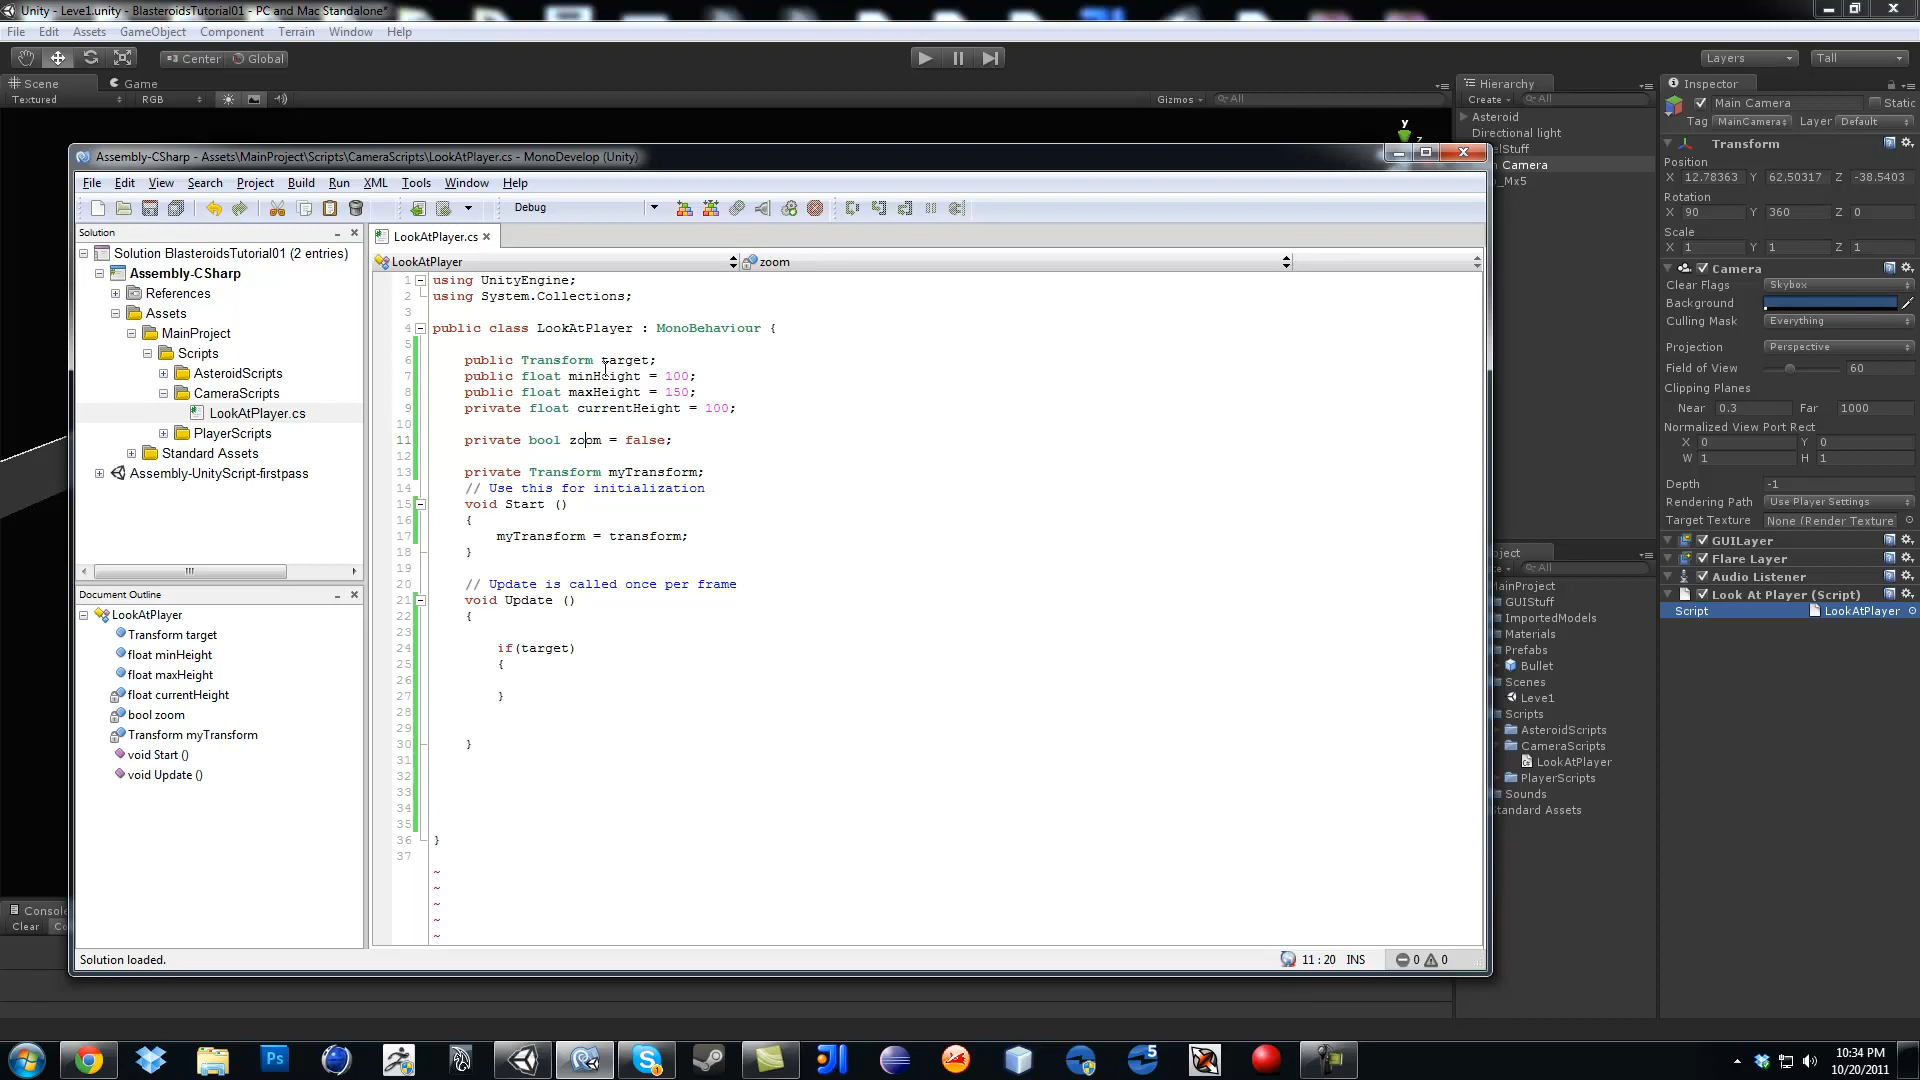 Unity - Leve1.unity - BlasteroidsTutorial01 - PC and Mac Standalone*
File Edit Assets GameObject Component Terrain Window Help
Center Global
Layers Tall
Scene Game
Textured RGB
Gizmos All
Hierarchy
Create All
Asteroid
Directional light
elStuff
Camera
_Mx5
Inspector
Main Camera Static
Tag MainCamera Layer Default
Transform
Position
X 12.78363 Y 62.50317 Z -38.5403
Rotation
X 90 Y 360 Z 0
Scale
X 1 Y 1 Z 1
Camera
Clear Flags Skybox
Background
Culling Mask Everything
Projection Perspective
Field of View 60
Clipping Planes
Near 0.3 Far 1000
Normalized View Port Rect
X 0 Y 0
W 1 H 1
Depth -1
Rendering Path Use Player Settings
Target Texture None (Render Texture
GUILayer
Flare Layer
Audio Listener
Look At Player (Script)
Script LookAtPlayer
Assembly-CSharp - Assets\MainProject\Scripts\CameraScripts\LookAtPlayer.cs - MonoDevelop (Unity)
File Edit View Search Project Build Run XML Tools Window Help
Debug
Solution
Solution BlasteroidsTutorial01 (2 entries)
Assembly-CSharp
References
Assets
MainProject
Scripts
AsteroidScripts
CameraScripts
LookAtPlayer.cs
PlayerScripts
Standard Assets
Assembly-UnityScript-firstpass
Document Outline
LookAtPlayer
Transform target
float minHeight
float maxHeight
float currentHeight
bool zoom
Transform myTransform
void Start ()
void Update ()
LookAtPlayer.cs
LookAtPlayer zoom
1 using UnityEngine;
2 using System.Collections;
3
4 public class LookAtPlayer : MonoBehaviour {
5
6 public Transform target;
7 public float minHeight = 100;
8 public float maxHeight = 150;
9 private float currentHeight = 100;
10
11 private bool zoom = false;
12
13 private Transform myTransform;
14 // Use this for initialization
15 void Start ()
16 {
17 myTransform = transform;
18 }
19
20 // Update is called once per frame
21 void Update ()
22 {
23
24 if(target)
25 {
26
27 }
28
29
30 }
31
32
33
34
35
36 }
37
~
~
~
~
~
Solution loaded.
11 : 20 INS 0 0
oject
All
MainProject
GUIStuff
ImportedModels
Materials
Prefabs
Bullet
Scenes
Leve1
Scripts
AsteroidScripts
CameraScripts
LookAtPlayer
PlayerScripts
Sounds
tandard Assets
Console
Clear Co
Ps
5
10:34 PM
10/20/2011